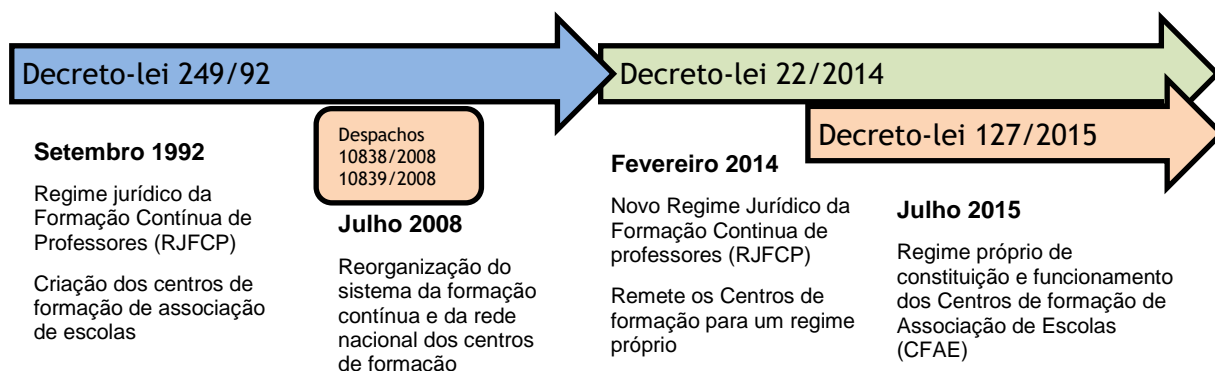 Decreto-lei 249/92
Decreto-lei 22/2014
Despachos
10838/2008
10839/2008
Decreto-lei 127/2015
Setembro 1992
Regime jurídico da
Formação Contínua de
Professores (RJFCP)
Criação dos centros de
formação de associação
de escolas
Julho 2008
Reorganização do
sistema da formação
contínua e da rede
nacional dos centros
de formação
Fevereiro 2014
Novo Regime Jurídico da
Formação Continua de
professores (RJFCP)
Remete os Centros de
formação para um regime
próprio
Julho 2015
Regime próprio de
constituição e funcionamento
dos Centros de formação de
Associação de Escolas
(CFAE)